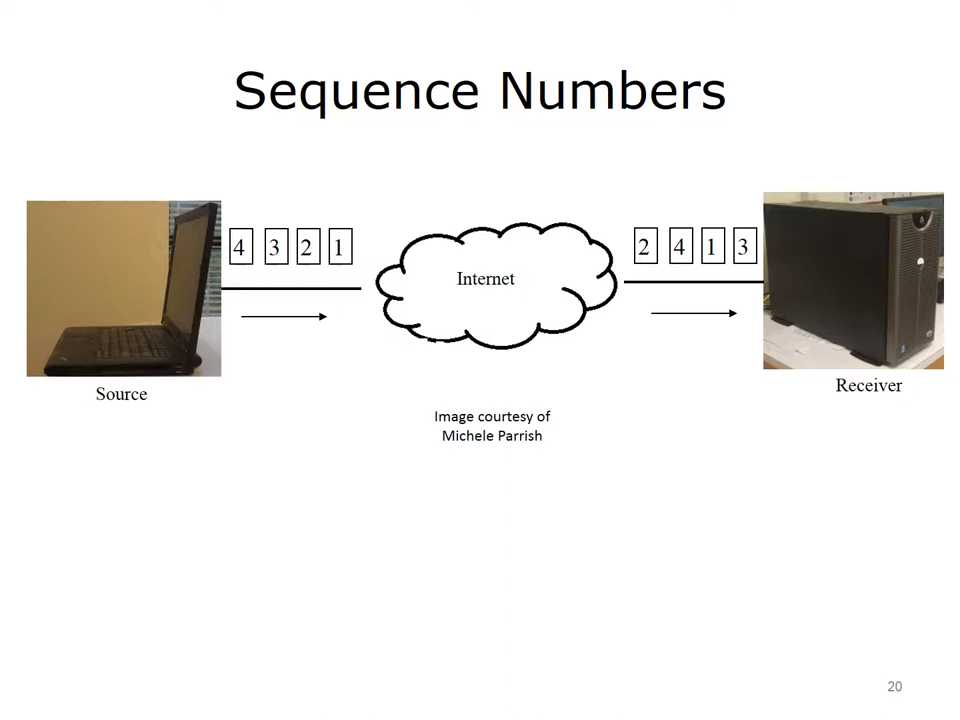 Sequence Numbers
4 3 2 1
Internet
2 4 1 3
Source
Receiver
Image courtesy of
Michele Parrish
20